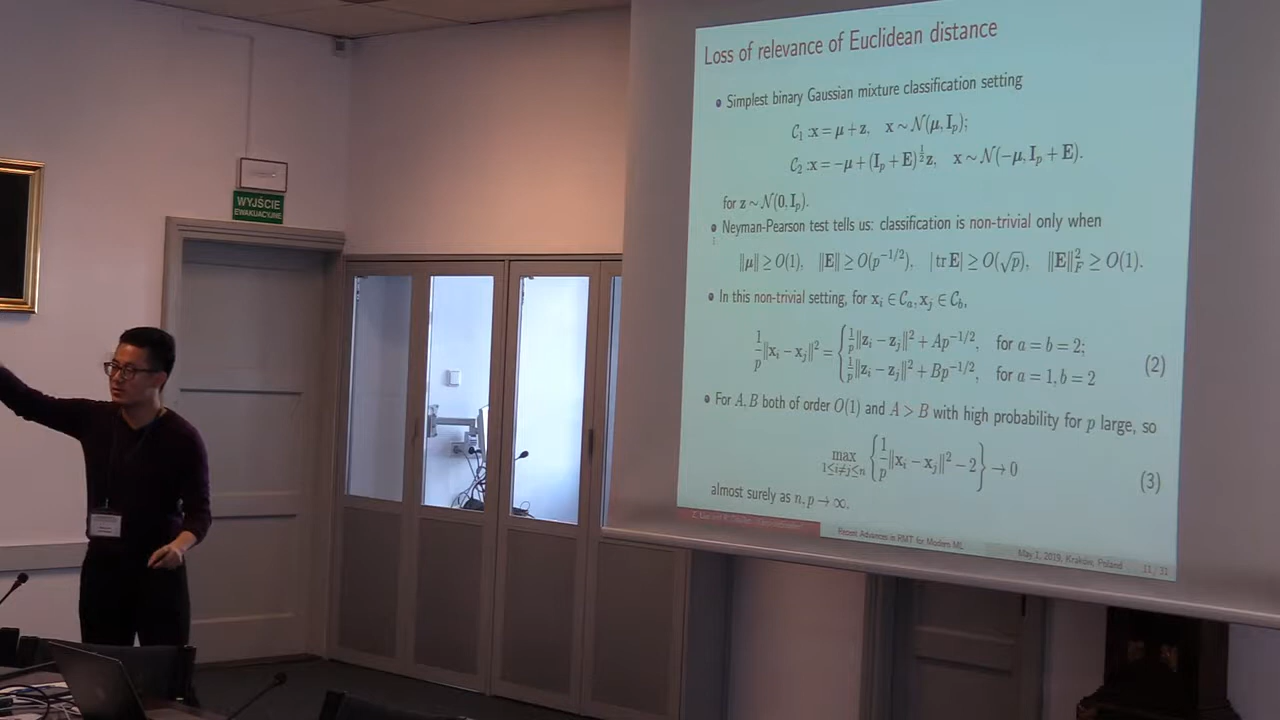 WYJŚCIE
EWAKUACYJNE
Loss of relevance of Euclidean distance
Simplest binary Gaussian mixture classification setting
𝒞₁ : x = μ + z, x ∼ 𝒩(μ, I_p);
𝒞₂ : x = −μ + (I_p + E)^{1/2} z, x ∼ 𝒩(−μ, I_p + E).
for z ∼ 𝒩(0, I_p).
Neyman-Pearson test tells us: classification is non-trivial only when
‖μ‖ ≥ O(1), ‖E‖ ≥ O(p^{−1/2}), |tr E| ≥ O(√p), ‖E‖²_F ≥ O(1).
In this non-trivial setting, for x_i ∈ 𝒞_a, x_j ∈ 𝒞_b,
1/p ‖x_i − x_j‖² = { 1/p ‖z_i − z_j‖² + Ap^{−1/2}, for a = b = 2;
1/p ‖z_i − z_j‖² + Bp^{−1/2}, for a = 1, b = 2 (2)
For A, B both of order O(1) and A > B with high probability for p large, so
max_{1≤i≠j≤n} { 1/p ‖x_i − x_j‖² − 2 } → 0 (3)
almost surely as n, p → ∞.
Recent Advances in RMT for Modern ML
May 1, 2019, Kraków, Poland
11 / 31